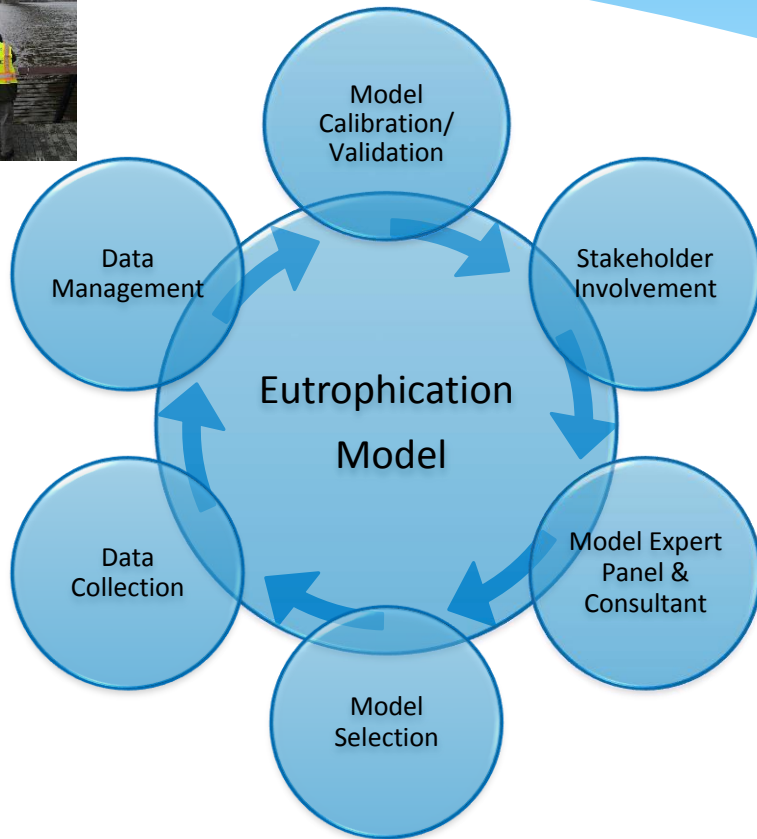 Model
Calibration/
Validation
Stakeholder
Involvement
Model Expert
Panel &
Consultant
Model
Selection
Data
Collection
Data
Management
Eutrophication
Model